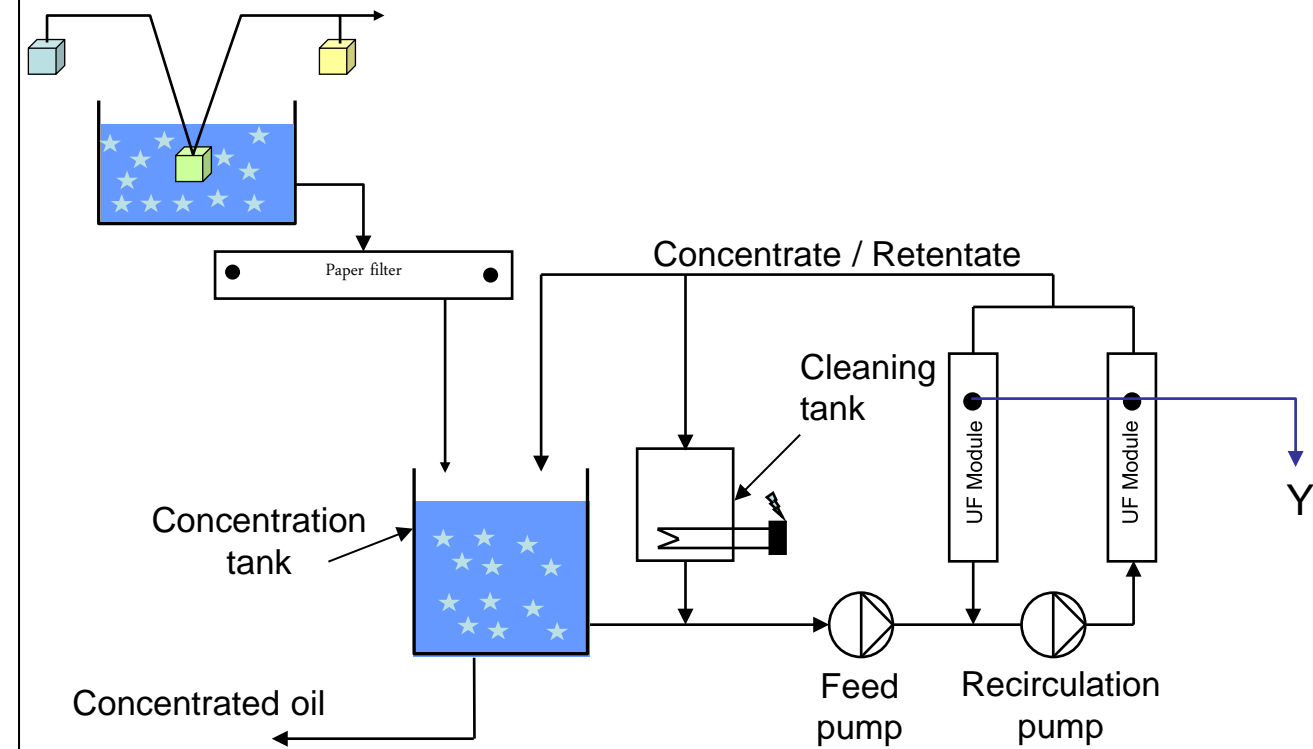 Paper filter
Concentrate / Retentate
Cleaning
tank
UF Module
UF Module
Y
Concentration
tank
Feed
pump
Recirculation
pump
Concentrated oil